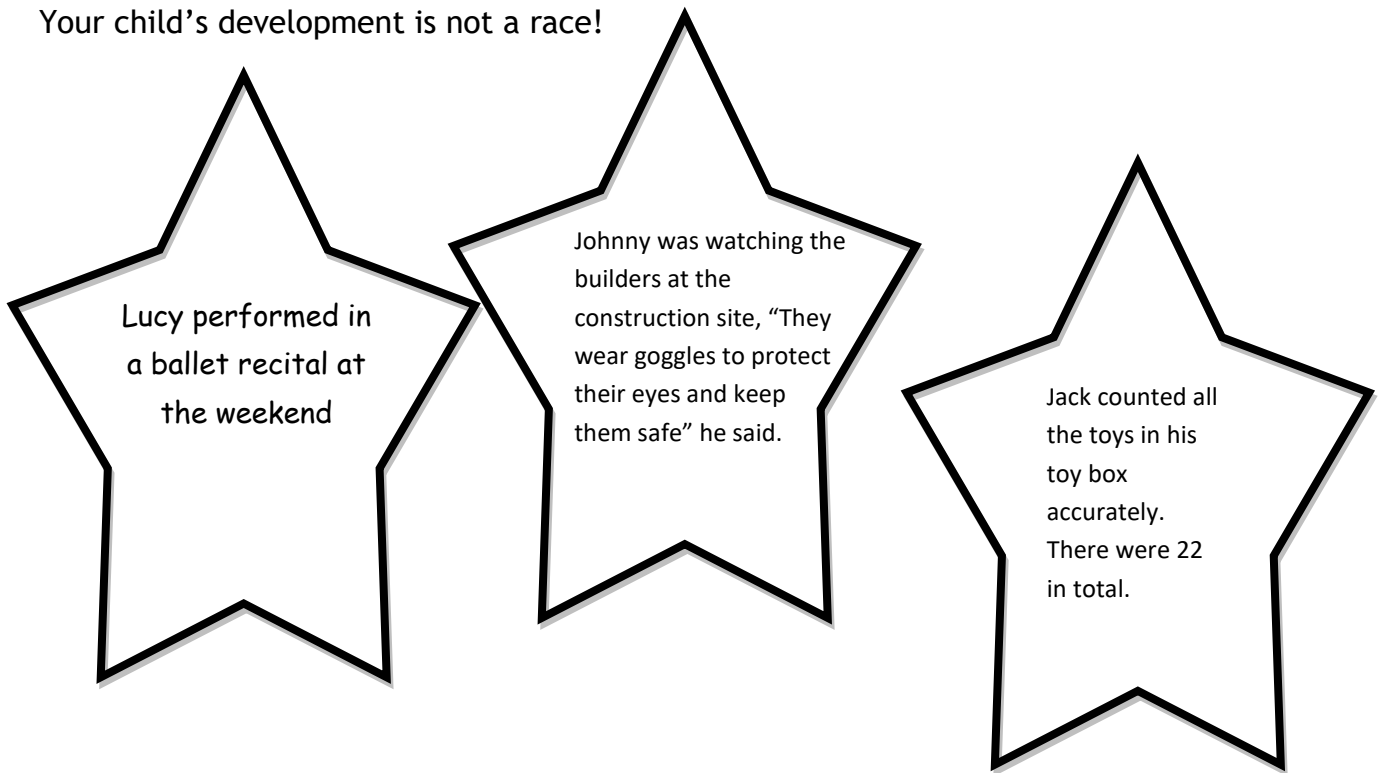 Your child’s development is not a race!
Lucy performed in
a ballet recital at
the weekend
Johnny was watching the
builders at the
construction site, “They
wear goggles to protect
their eyes and keep
them safe” he said.
Jack counted all
the toys in his
toy box
accurately.
There were 22
in total.